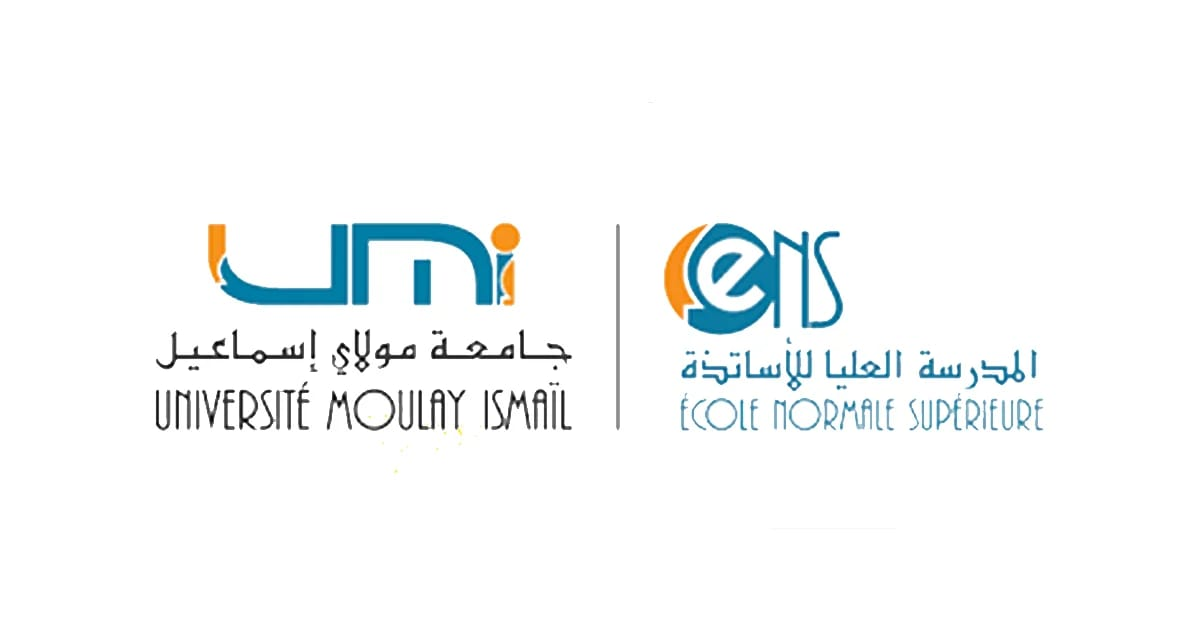 umi
جامعة مولاي إسماعيل
UNIVERSITÉ MOULAY ISMAÏL
ens
المدرسة العليا للأساتذة
ÉCOLE NORMALE SUPÉRIEURE